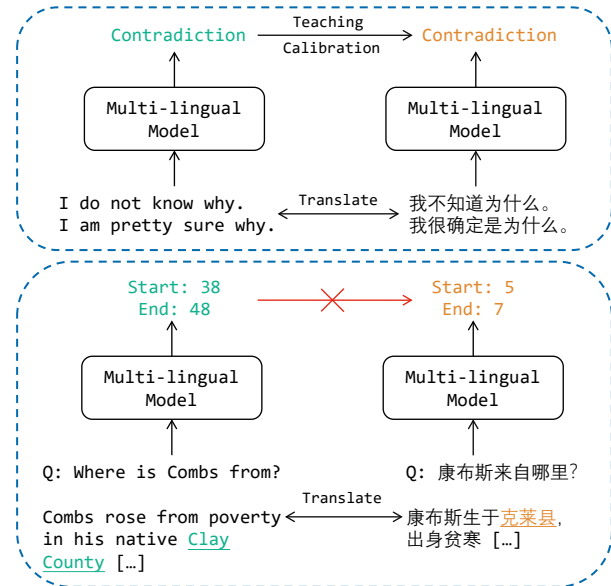 Contradiction
Teaching
Calibration
Contradiction
Multi-lingual
Model
Multi-lingual
Model
I do not know why.
I am pretty sure why.
Translate
我不知道为什么。
我很确定是为什么。
Start: 38
End: 48
Start: 5
End: 7
Multi-lingual
Model
Multi-lingual
Model
Q: Where is Combs from?
Q: 康布斯来自哪里?
Combs rose from poverty
in his native Clay
County […]
Translate
康布斯生于克莱县,
出身贫寒 […]